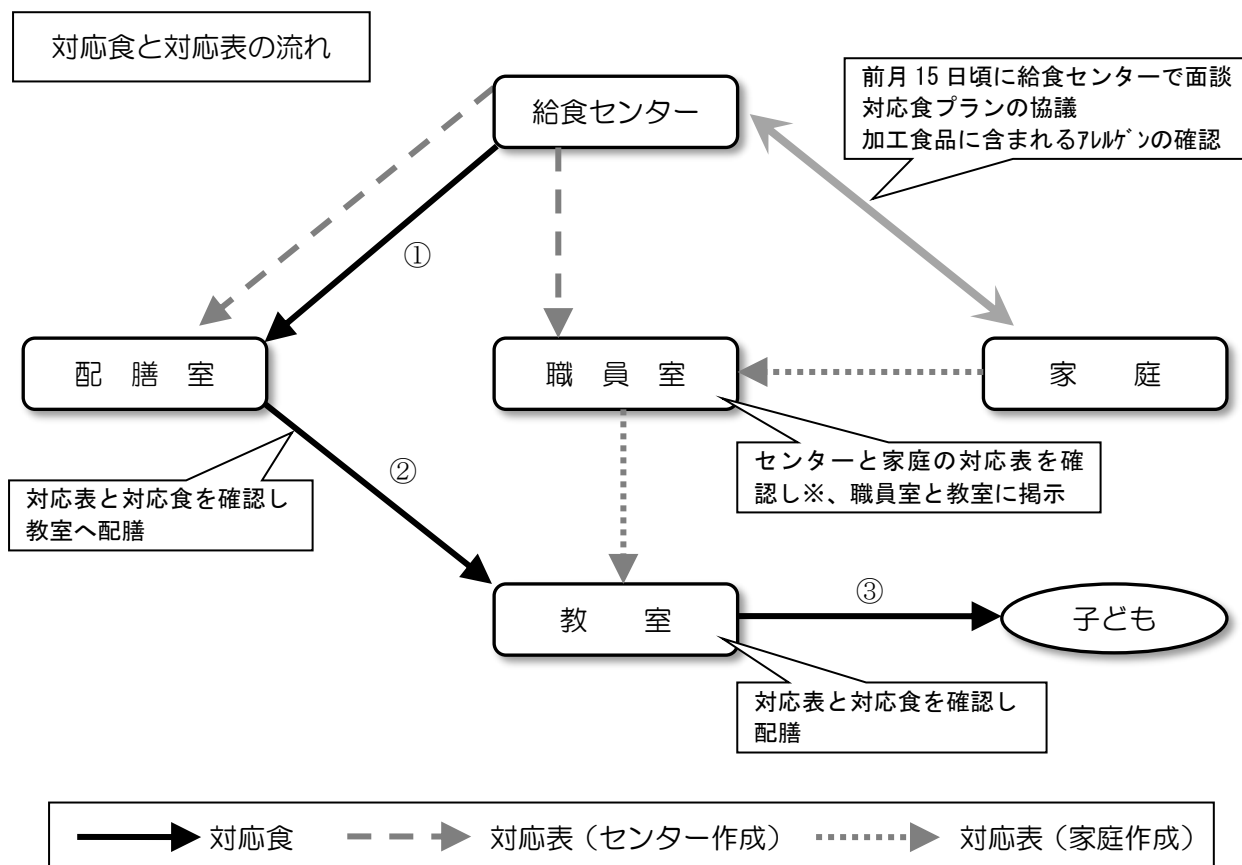 対応食と対応表の流れ
給食センター
前月15日頃に給食センターで面談
対応食プランの協議
加工食品に含まれるｱﾚﾙｹﾞﾝの確認
①
配膳室
職員室
家庭
対応表と対応食を確認し
教室へ配膳
②
センターと家庭の対応表を確
認し※、職員室と教室に掲示
教室
③
子ども
対応表と対応食を確認し
配膳
対応食
対応表（センター作成）
対応表（家庭作成）